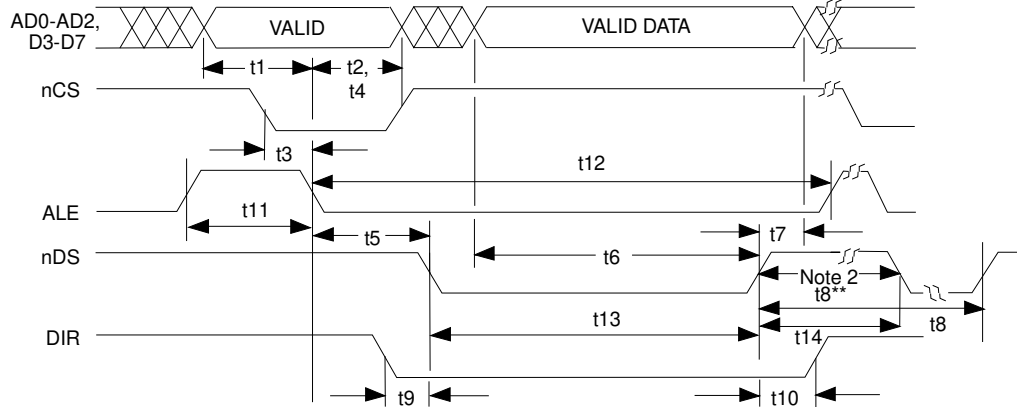 AD0-AD2,
D3-D7
VALID
VALID DATA
t1
t2,
t4
nCS
t3
t12
ALE
t11
t5
t7
nDS
t6
Note 2
t8**
t8
t13
t14
DIR
t9
t10